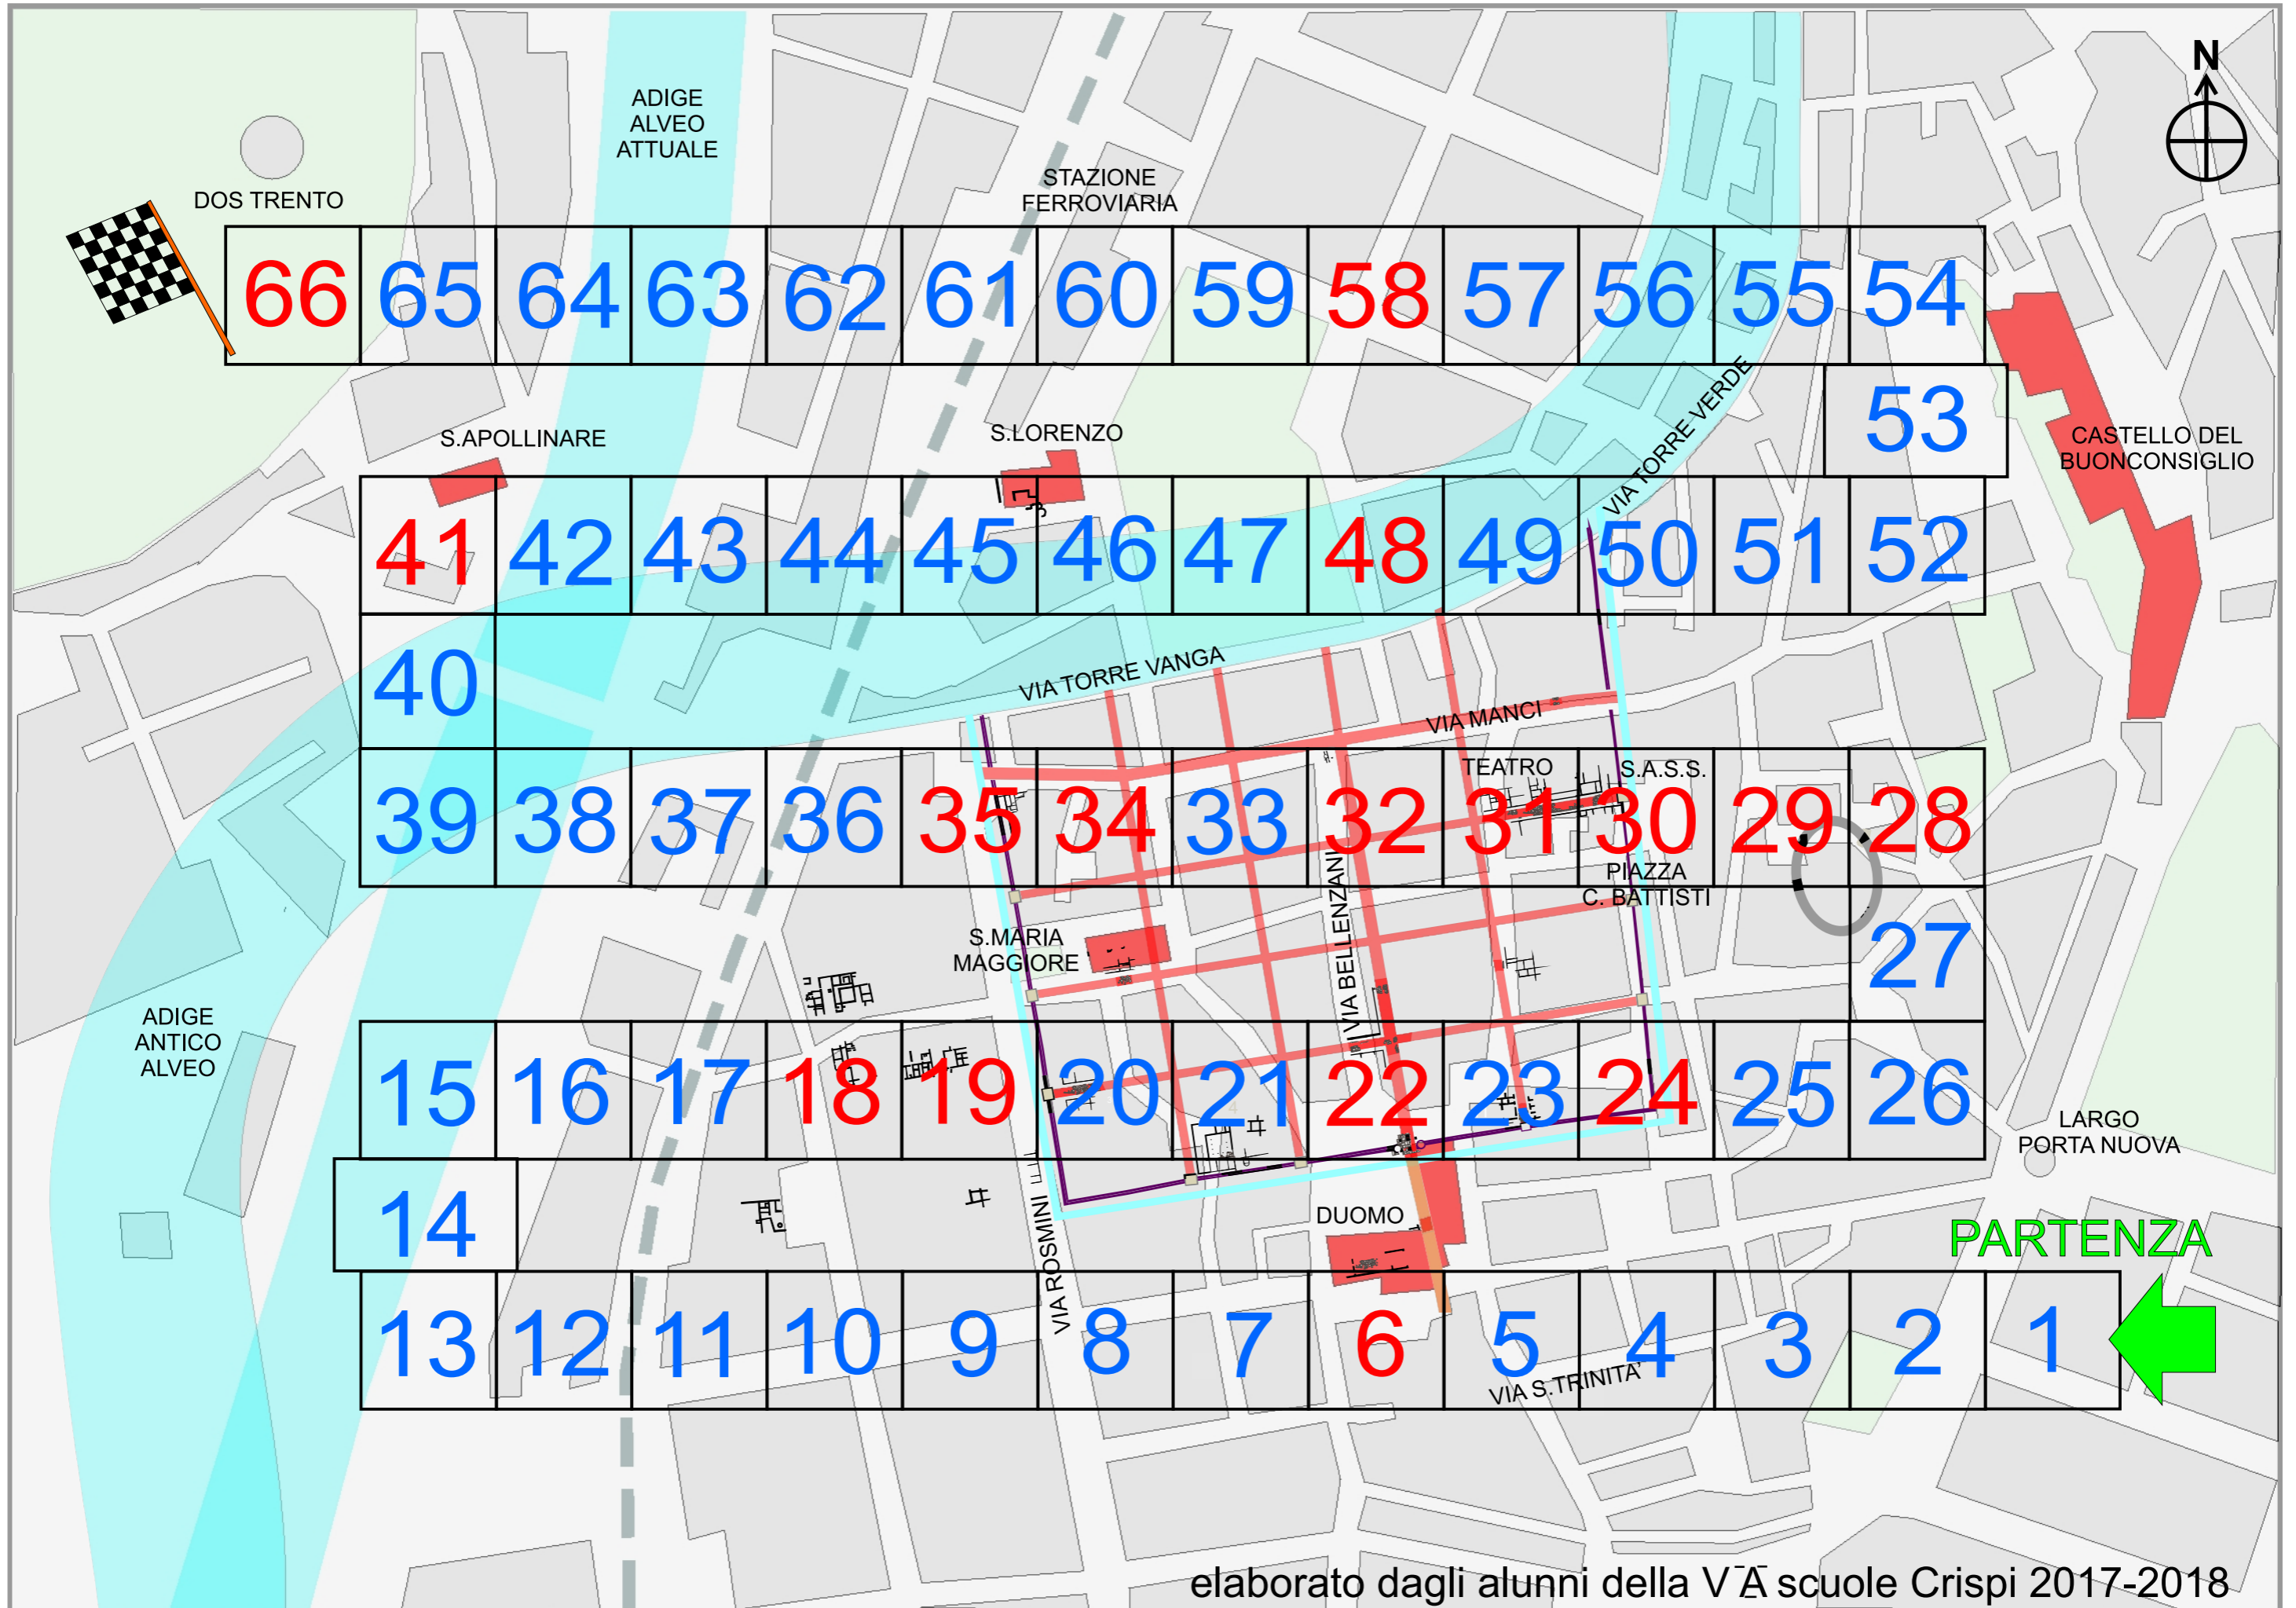 N
ADIGE
ALVEO
ATTUALE
DOS TRENTO
STAZIONE
FERROVIARIA
66 65 64 63 62 61 60 59 58 57 56 55 54
VIA TORRE VERDE
53
S.APOLLINARE
S.LORENZO
CASTELLO DEL
BUONCONSIGLIO
41 42 43 44 45 46 47 48 49 50 51 52
40
VIA TORRE VANGA
VIA MANCI
TEATRO
S.A.S.S.
39 38 37 36 35 34 33 32 31 30 29 28
PIAZZA
C. BATTISTI
VIA BELLENZANI
S.MARIA
MAGGIORE
27
ADIGE
ANTICO
ALVEO
15 16 17 18 19 20 21 22 23 24 25 26
LARGO
PORTA NUOVA
14
VIA ROSMINI
DUOMO
PARTENZA
13 12 11 10 9 8 7 6 5 4 3 2 1
VIA S.TRINITA'
elaborato dagli alunni della V A scuole Crispi 2017-2018